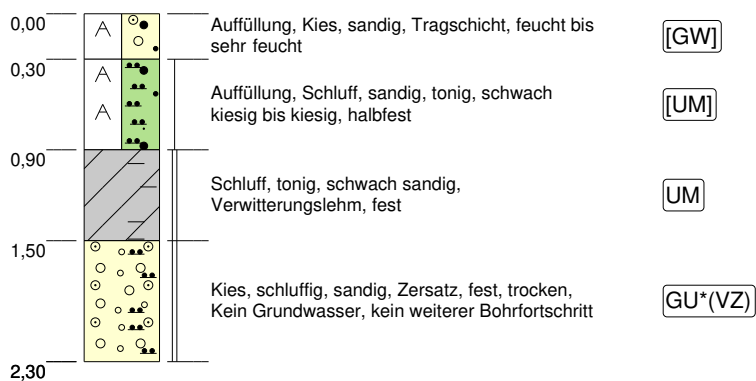 0,00
Auffüllung, Kies, sandig, Tragschicht, feucht bis
sehr feucht
[GW]
0,30
Auffüllung, Schluff, sandig, tonig, schwach
kiesig bis kiesig, halbfest
[UM]
0,90
Schluff, tonig, schwach sandig,
Verwitterungslehm, fest
UM
1,50
Kies, schluffig, sandig, Zersatz, fest, trocken,
Kein Grundwasser, kein weiterer Bohrfortschritt
GU*(VZ)
2,30